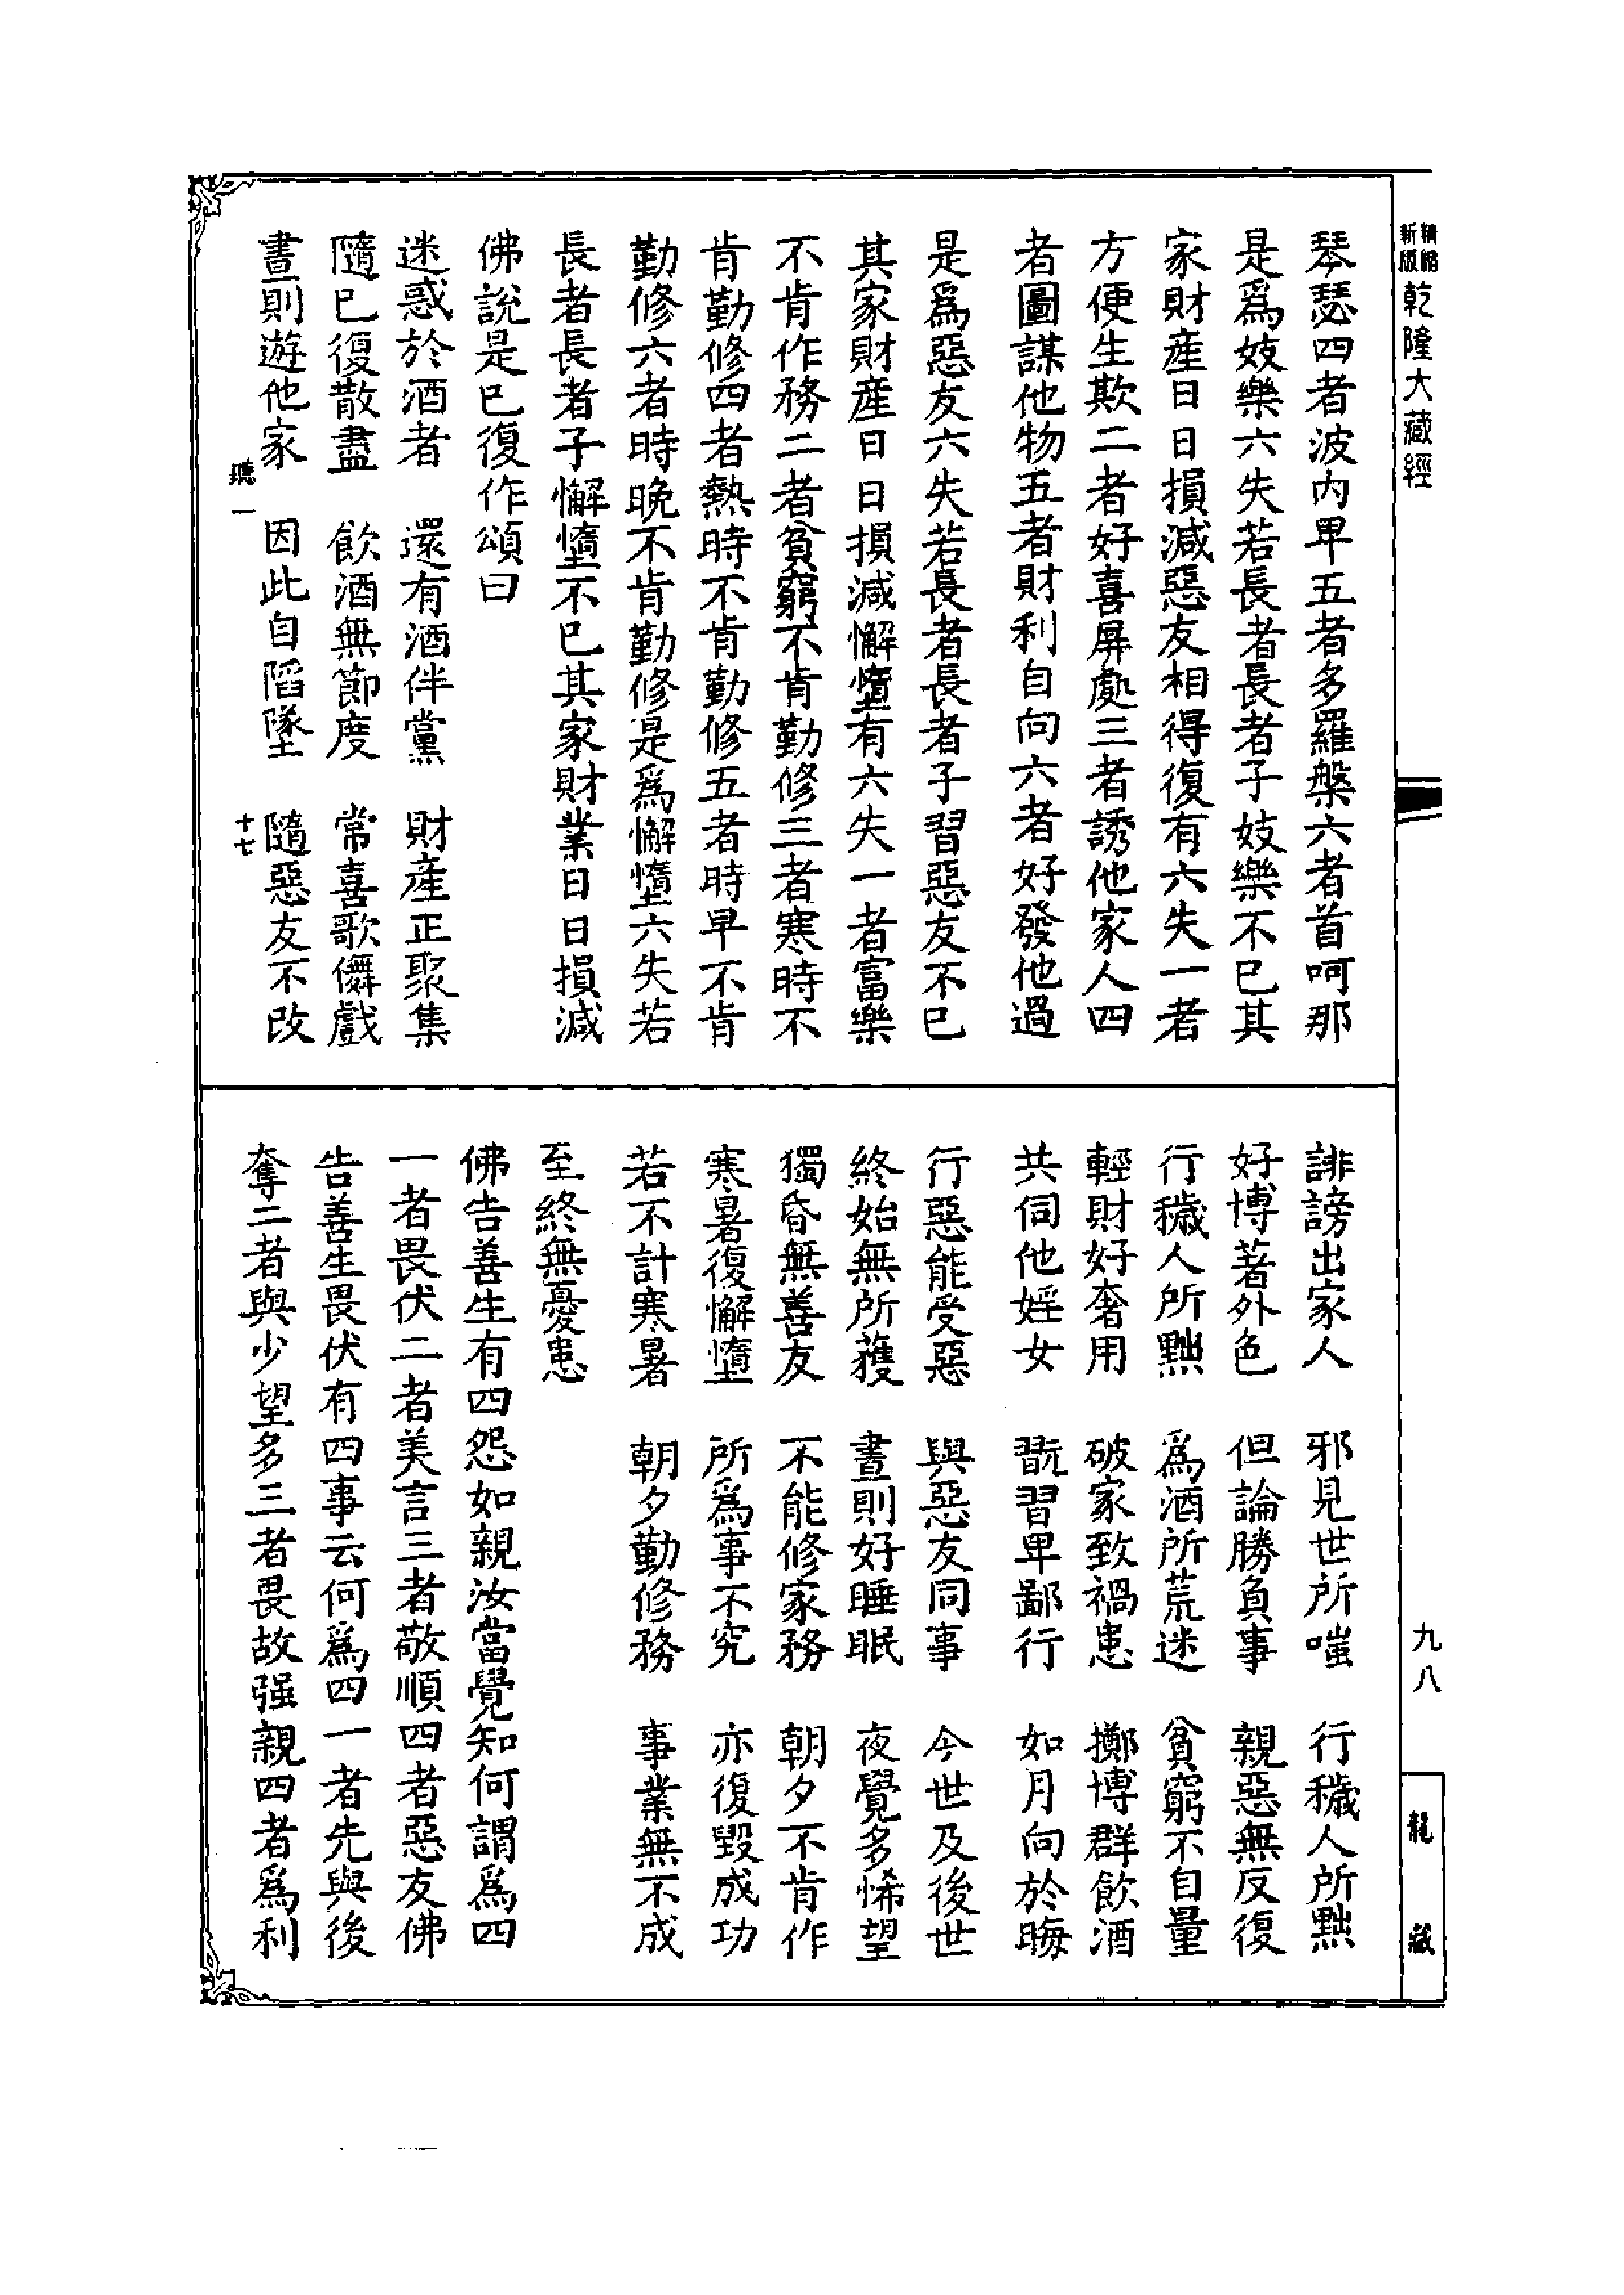 精縮新版乾隆大藏經
九八
龍藏
琴瑟四者波内早五者多羅槃六者首呵那
是爲妓樂六失若長者長者子妓樂不已其
家財産日日損減惡友相得復有六失一者
方便生欺二者好喜屏處三者誘他家人四
者圖謀他物五者財利自向六者好發他過
是爲惡友六失若長者長者子習惡友不已
其家財産日日損減懈墮有六失一者富樂
不肯作務二者貧窮不肯勤修三者寒時不
肯勤修四者熱時不肯勤修五者時早不肯
勤修六者時晚不肯勤修是爲懈墮六失若
長者長者子懈墮不已其家財業日日損減
佛說是已復作頌曰
迷惑於酒者　還有酒伴黨　財産正聚集
隨已復散盡　飲酒無節度　常喜歌儛戲
晝則遊他家　因此自陷墜　隨惡友不改
聽一　十七
誹謗出家人　邪見世所嗤　行穢人所黜
好博著外色　但論勝負事　親惡無反復
行穢人所黜　爲酒所荒迷　貧窮不自量
輕財好奢用　破家致禍患　擲博群飲酒
共伺他婬女　翫習卑鄙行　如月向於晦
行惡能受惡　與惡友同事　今世及後世
終始無所獲　晝則好睡眠　夜覺多悕望
獨昏無善友　不能修家務　朝夕不肯作
寒暑復懈墮　所爲事不究　亦復毀成功
若不計寒暑　朝夕勤修務　事業無不成
至終無憂患
佛告善生有四怨如親汝當覺知何謂爲四
一者畏伏二者美言三者敬順四者惡友佛
告善生畏伏有四事云何爲四一者先與後
奪二者與少望多三者畏故强親四者爲利